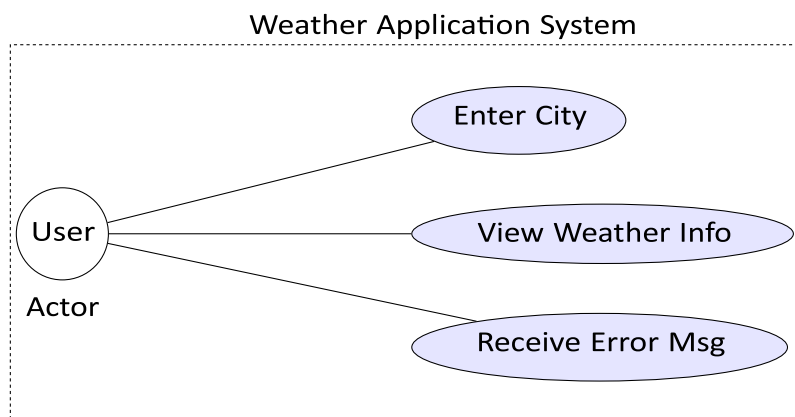 Weather Application System
Enter City
User
View Weather Info
Actor
Receive Error Msg